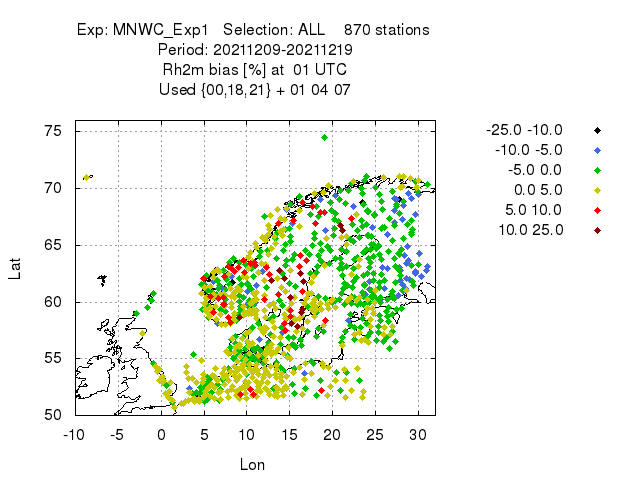 Exp: MNWC_Exp1 Selection: ALL 870 stations
Period: 20211209-20211219
Rh2m bias [%] at 01 UTC
Used {00,18,21} + 01 04 07
-25.0 -10.0
-10.0 -5.0
-5.0 0.0
0.0 5.0
5.0 10.0
10.0 25.0
75
70
65
60
55
50
Lat
-10 -5 0 5 10 15 20 25 30
Lon